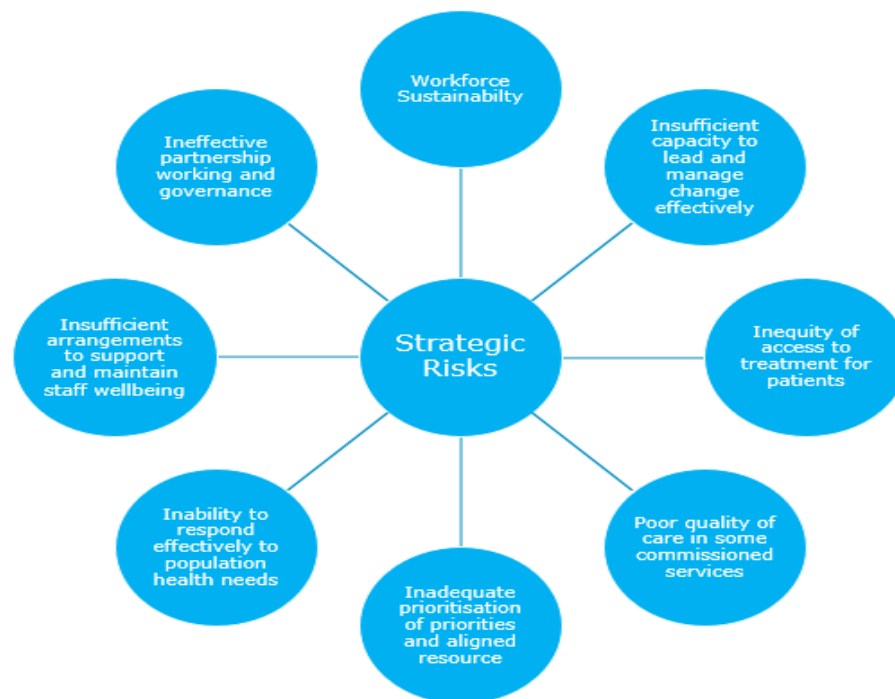 Workforce
Sustainabilty
Insufficient
capacity to
lead and
manage
change
effectively
Inequity of
access to
treatment for
patients
Poor quality of
care in some
commissioned
services
Inadequate
prioritisation
of priorities
and aligned
resource
Inability to
respond
effectively to
population
health needs
Insufficient
arrangements
to support
and maintain
staff wellbeing
Ineffective
partnership
working and
governance
Strategic
Risks